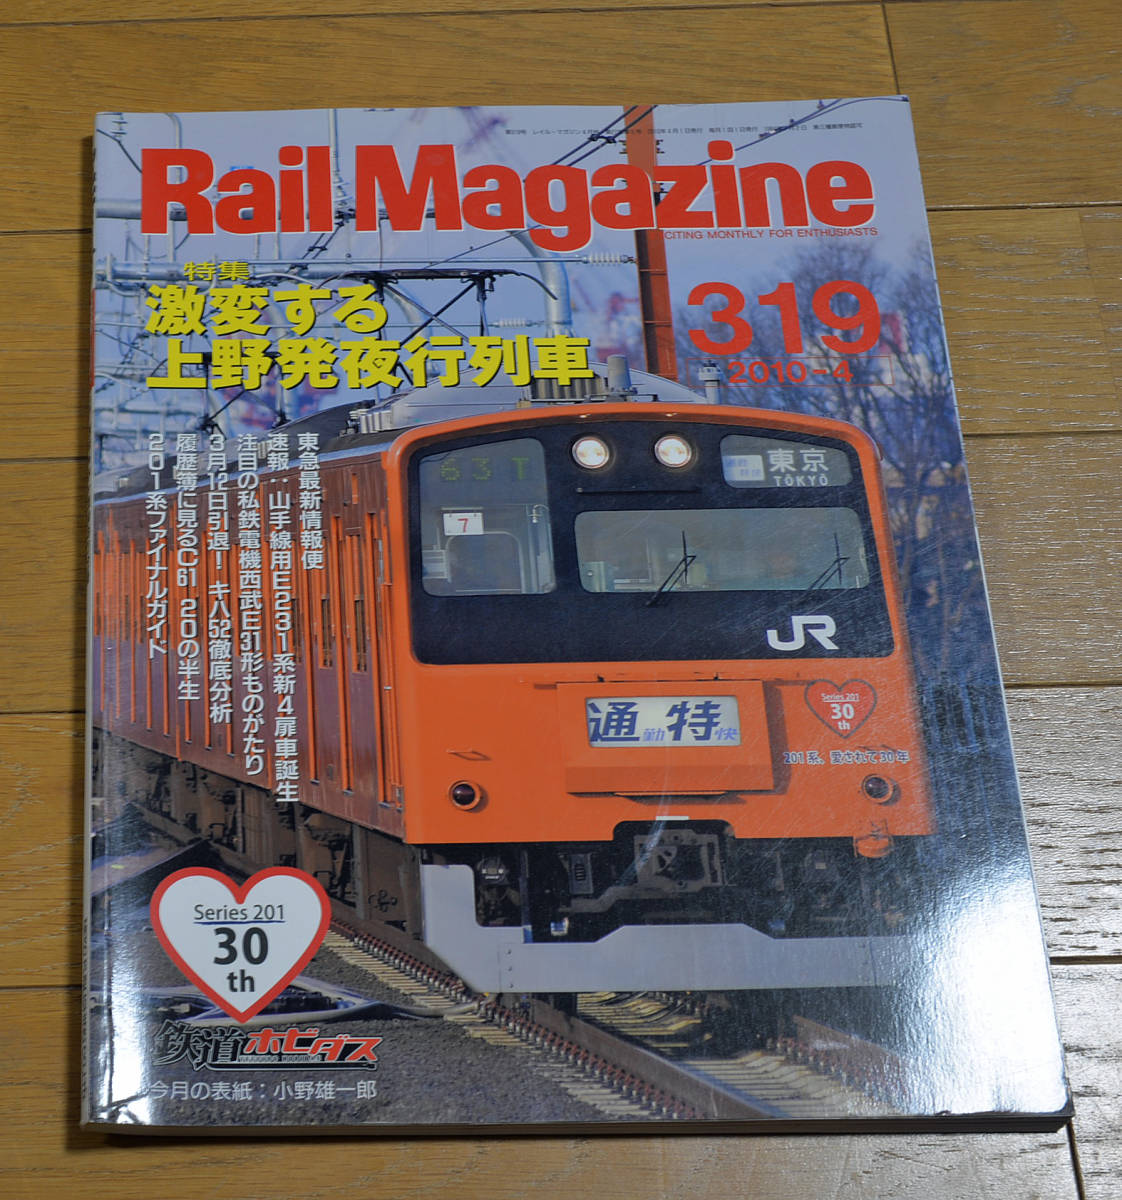 Rail Magazine
CITING MONTHLY FOR ENTHUSIASTS
特集
激変する
上野発夜行列車
319
2010-4
東急最新情報便
速報：山手線用E231系新4扉車誕生
注目の私鉄電機西武E31形ものがたり
3月12日引退！ キハ52徹底分析
履歴簿に見るC61 20の半生
201系ファイナルガイド
63T
7
東京
TŌKYŌ
JR
通勤特快
Series 201
30
th
201系、愛されて30年
Series 201
30
th
鉄道ホビダス
今月の表紙：小野雄一郎